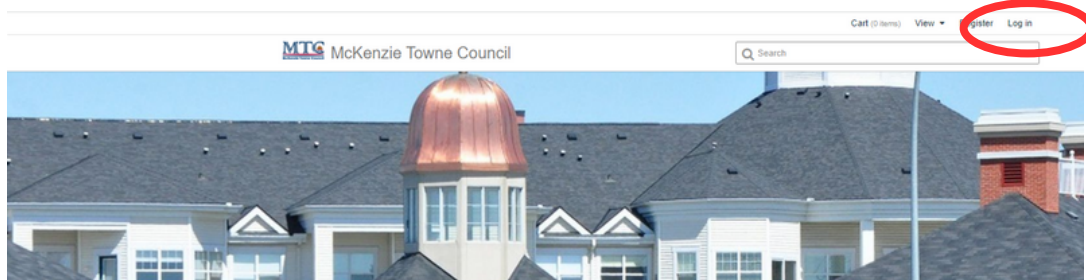 Cart (0 items) View Register Log in
MTC McKenzie Towne Council
Search